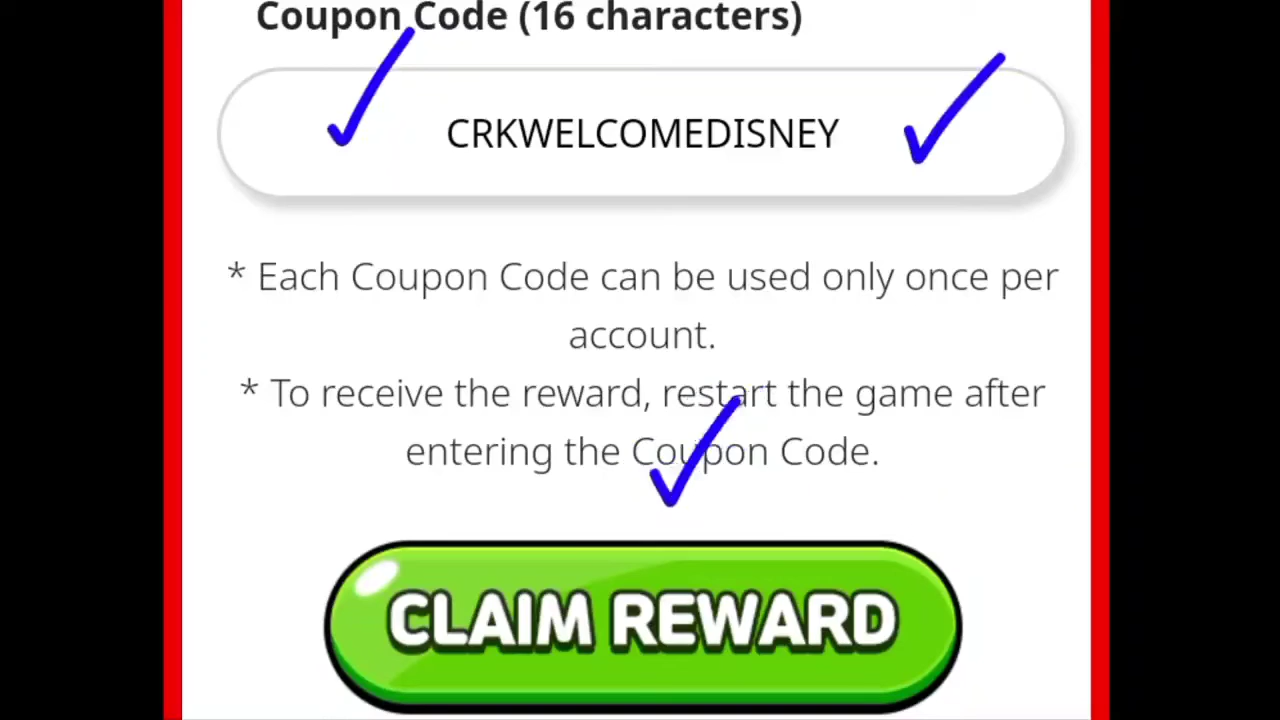 Coupon Code (16 characters)
CRKWELCOMEDISNEY
* Each Coupon Code can be used only once per
account.
* To receive the reward, restart the game after
entering the Coupon Code.
CLAIM REWARD